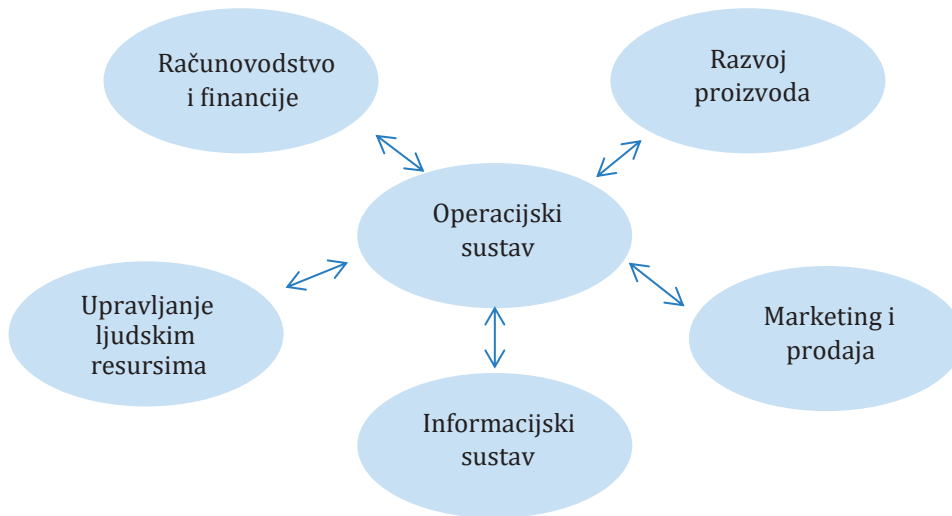 Računovodstvo
i financije
Razvoj
proizvoda
Operacijski
sustav
Upravljanje
ljudskim
resursima
Marketing i
prodaja
Informacijski
sustav